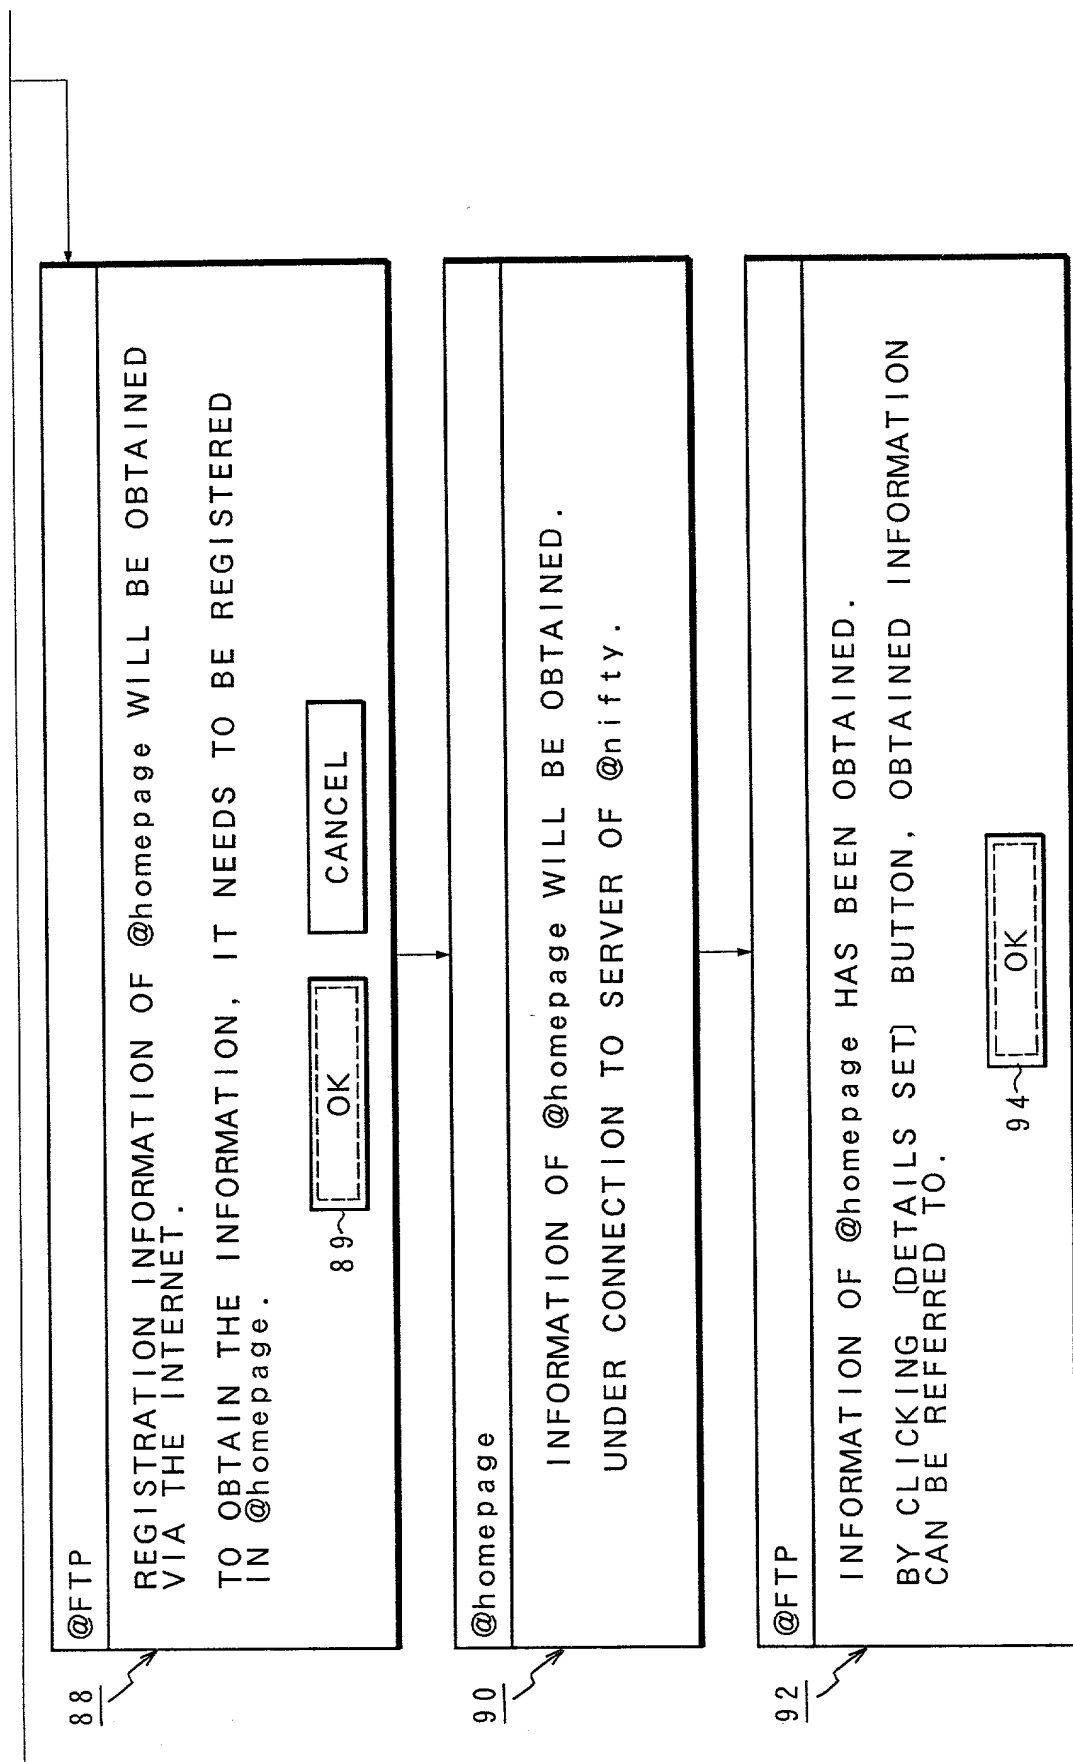 88
@FTP
REGISTRATION INFORMATION OF @homepage WILL BE OBTAINED
VIA THE INTERNET.
TO OBTAIN THE INFORMATION, IT NEEDS TO BE REGISTERED
IN @homepage.
89
OK
CANCEL
90
@homepage
INFORMATION OF @homepage WILL BE OBTAINED.
UNDER CONNECTION TO SERVER OF @nifty.
92
@FTP
INFORMATION OF @homepage HAS BEEN OBTAINED.
BY CLICKING [DETAILS SET] BUTTON, OBTAINED INFORMATION
CAN BE REFERRED TO.
94
OK